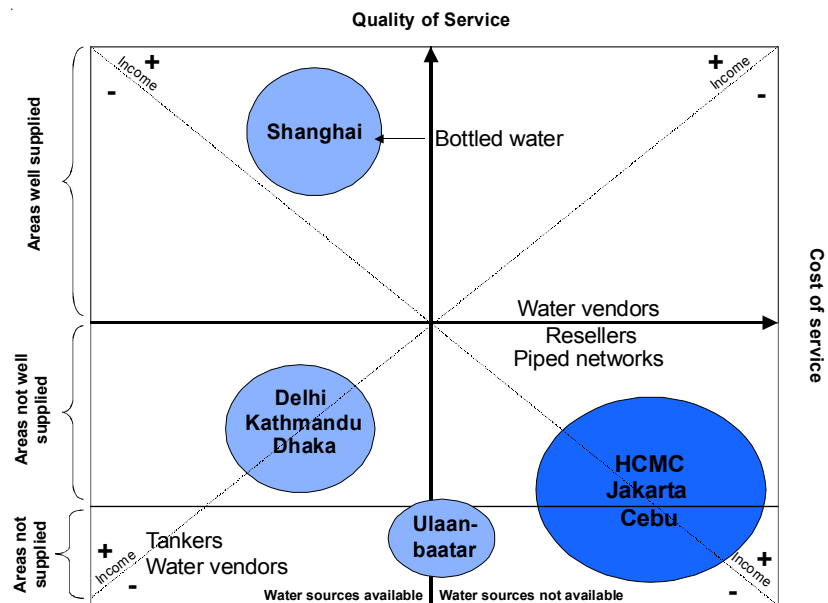 Quality of Service
+
Income
-
+
Income
-
Shanghai
Bottled water
Areas well supplied
Cost of service
Water vendors
Resellers
Piped networks
Areas not well
supplied
Delhi
Kathmandu
Dhaka
HCMC
Jakarta
Cebu
Areas not
supplied
Ulaan-
baatar
Tankers
Water vendors
+
Income
-
+
Income
-
Water sources available
Water sources not available